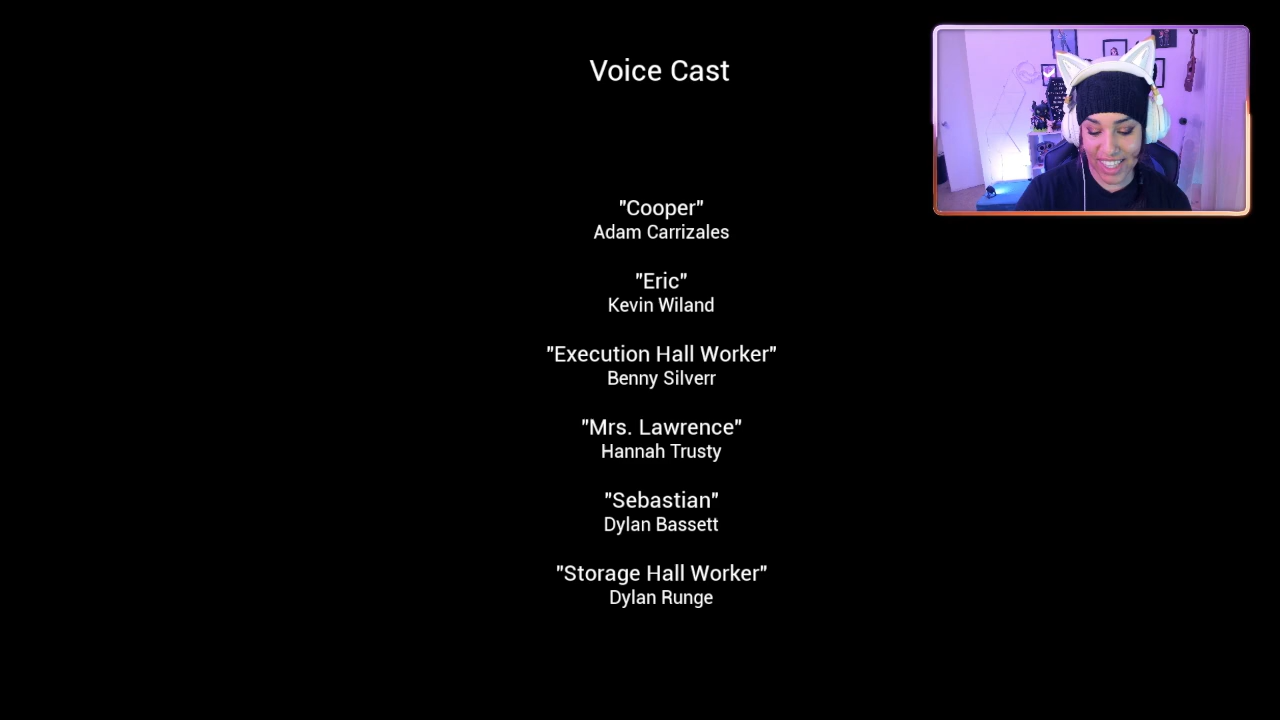 Voice Cast
"Cooper"
Adam Carrizales
"Eric"
Kevin Wiland
"Execution Hall Worker"
Benny Silverr
"Mrs. Lawrence"
Hannah Trusty
"Sebastian"
Dylan Bassett
"Storage Hall Worker"
Dylan Runge